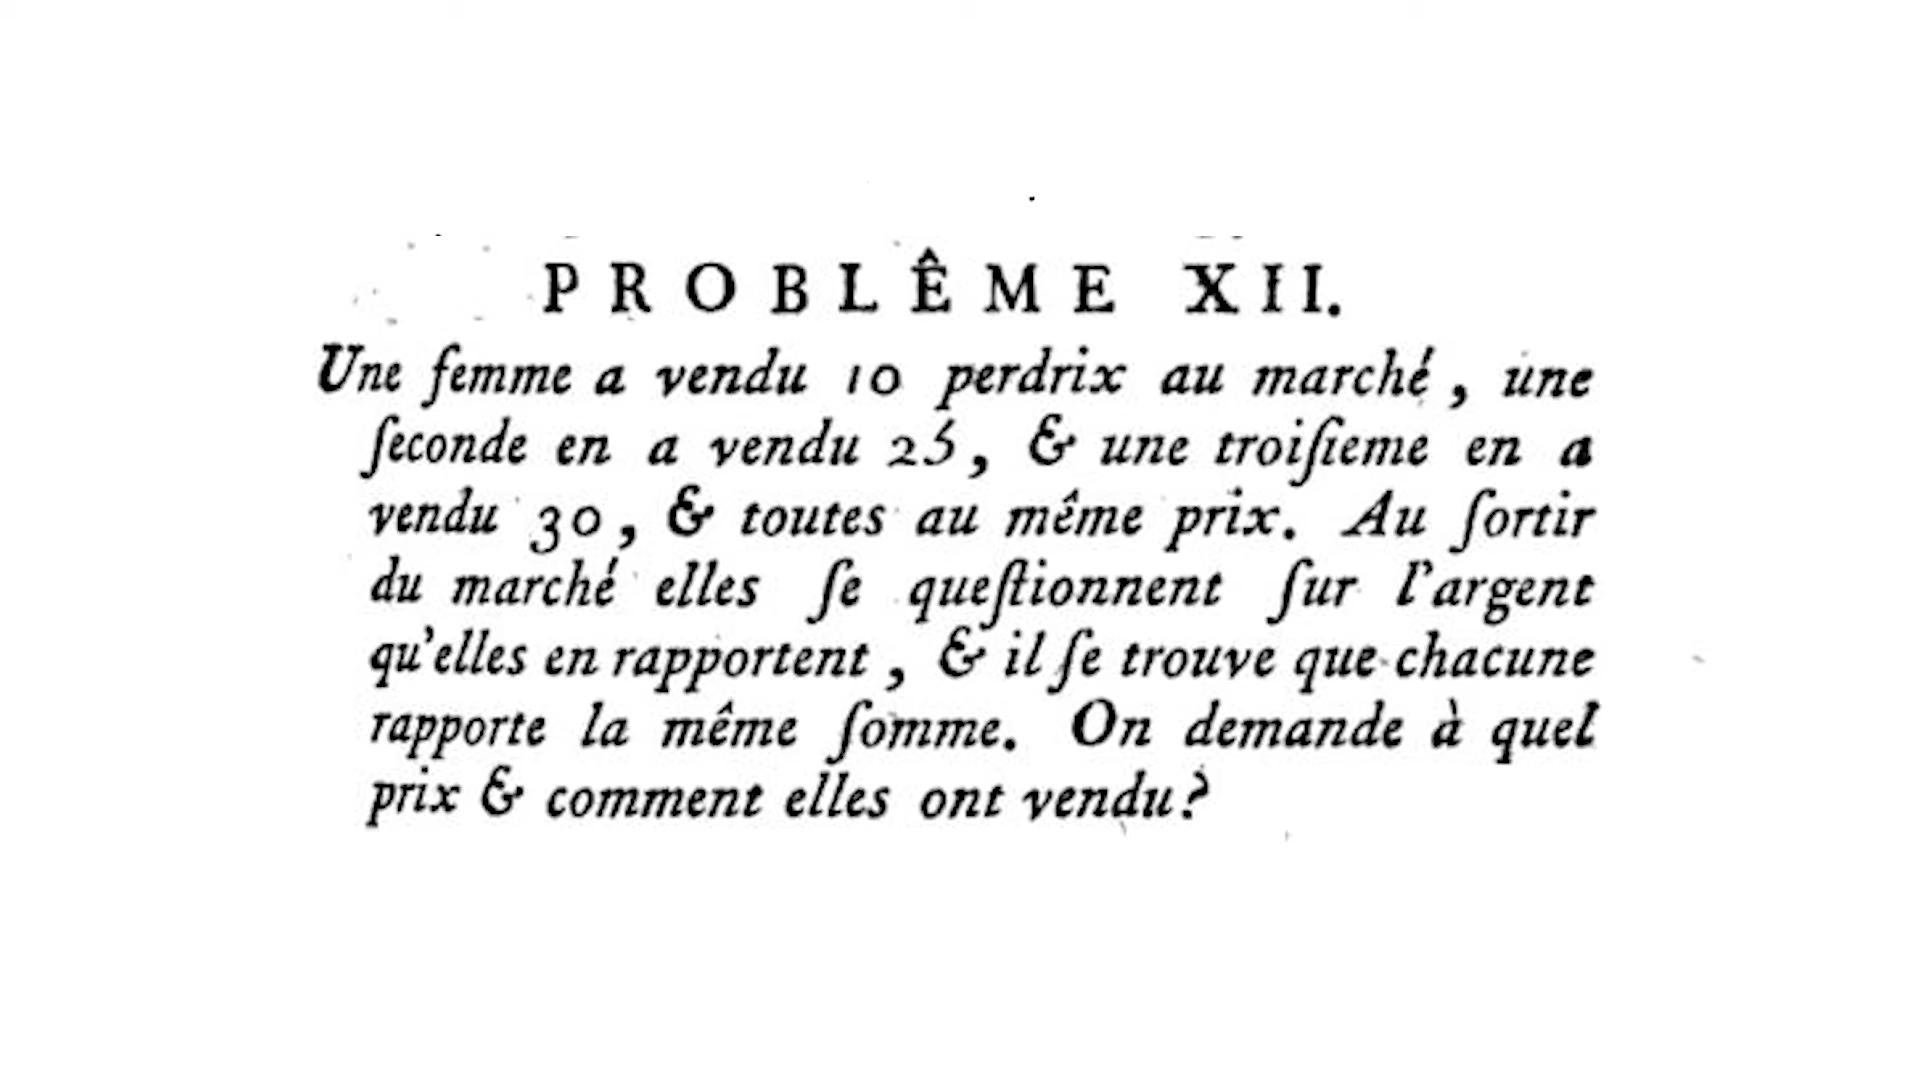 PROBLÊME XII.
Une femme a vendu 10 perdrix au marché, une
ſeconde en a vendu 25, & une troiſieme en a
vendu 30, & toutes au même prix. Au ſortir
du marché elles ſe queſtionnent ſur l'argent
qu'elles en rapportent, & il ſe trouve que chacune
rapporte la même ſomme. On demande à quel
prix & comment elles ont vendu?